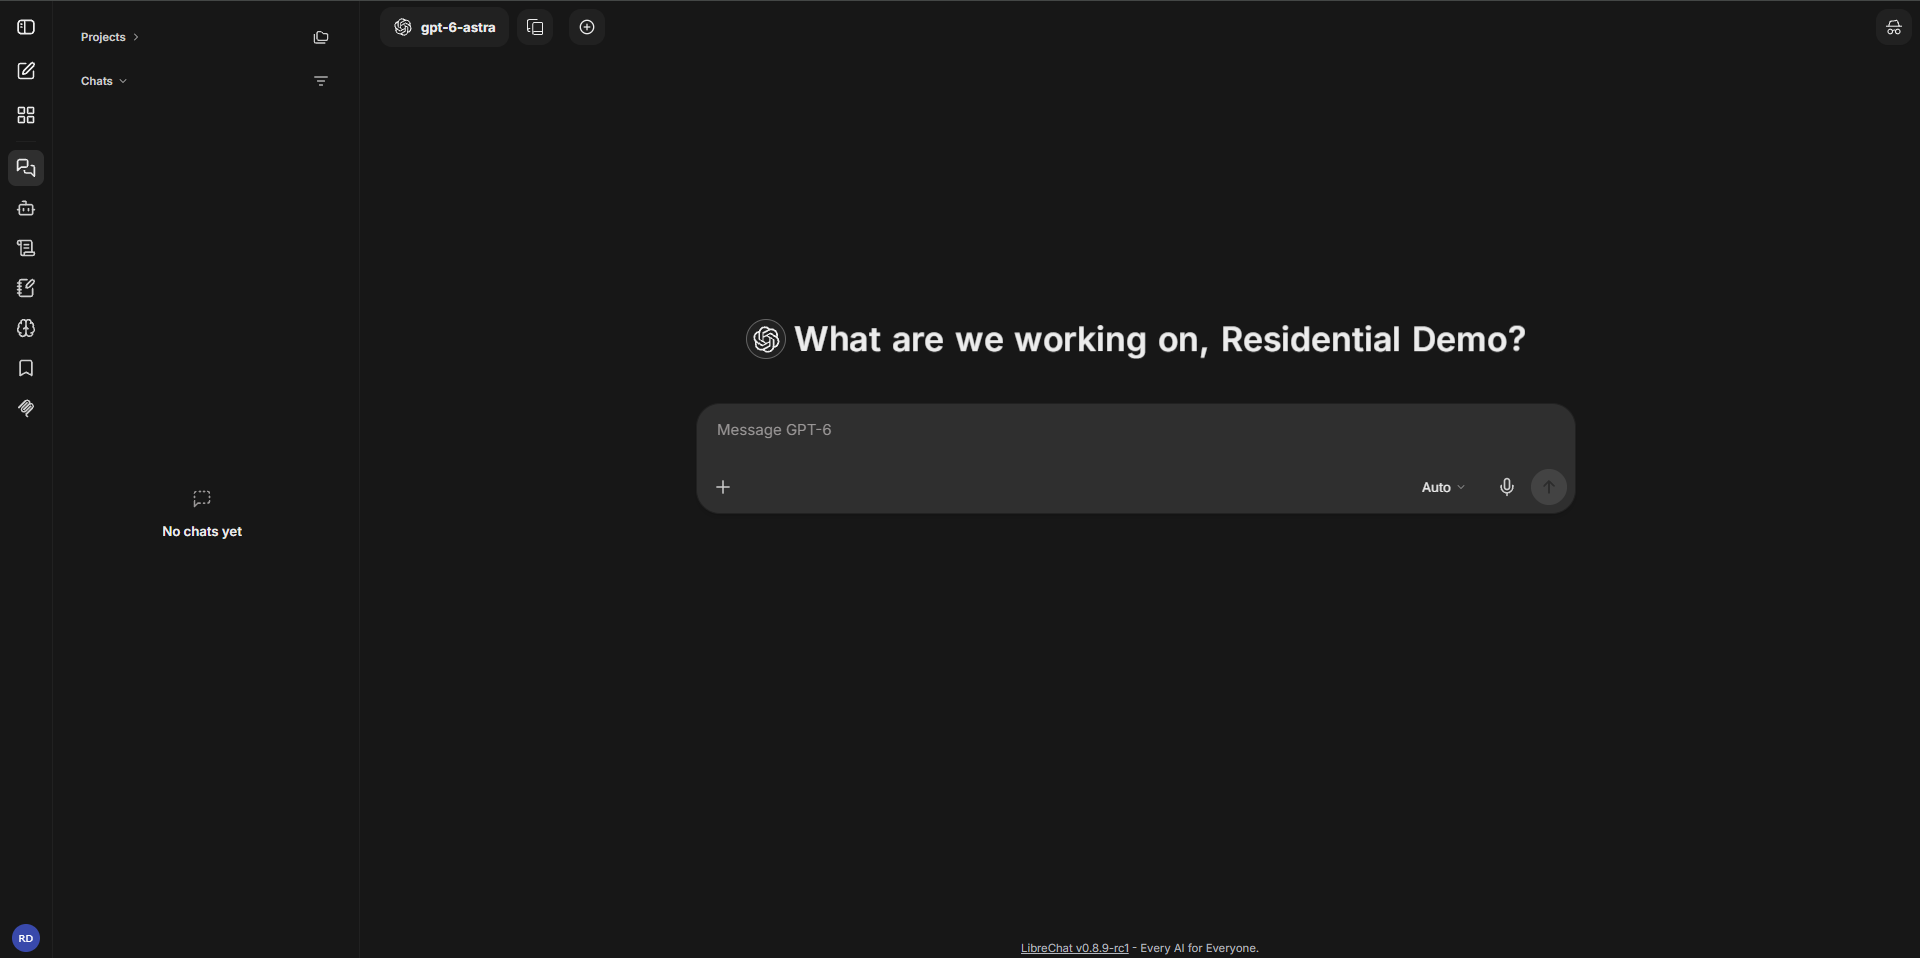 Projects
Chats
No chats yet
RD
gpt-6-astra
What are we working on, Residential Demo?
Message GPT-6
Auto
LibreChat v0.8.9-rc1 - Every AI for Everyone.